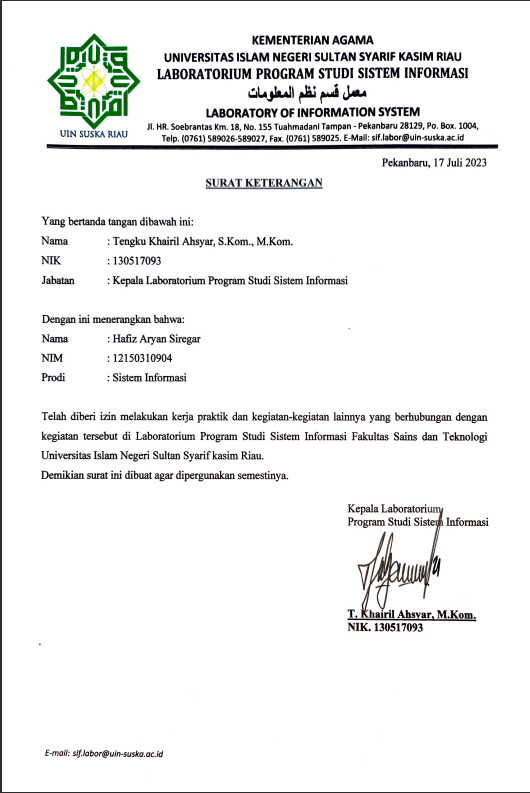 KEMENTERIAN AGAMA
UNIVERSITAS ISLAM NEGERI SULTAN SYARIF KASIM RIAU
LABORATORIUM PROGRAM STUDI SISTEM INFORMASI
معمل قسم نظم المعلومات
LABORATORY OF INFORMATION SYSTEM
Jl. HR. Soebrantas Km. 18, No. 155 Tuahmadani Tampan - Pekanbaru 28129, Po. Box. 1004,
Telp. (0761) 589026-589027, Fax. (0761) 589025. E-Mail: sif.labor@uin-suska.ac.id
UIN SUSKA RIAU
Pekanbaru, 17 Juli 2023
SURAT KETERANGAN
Yang bertanda tangan dibawah ini:
Nama : Tengku Khairil Ahsyar, S.Kom., M.Kom.
NIK : 130517093
Jabatan : Kepala Laboratorium Program Studi Sistem Informasi
Dengan ini menerangkan bahwa:
Nama : Hafiz Aryan Siregar
NIM : 12150310904
Prodi : Sistem Informasi
Telah diberi izin melakukan kerja praktik dan kegiatan-kegiatan lainnya yang berhubungan dengan
kegiatan tersebut di Laboratorium Program Studi Sistem Informasi Fakultas Sains dan Teknologi
Universitas Islam Negeri Sultan Syarif kasim Riau.
Demikian surat ini dibuat agar dipergunakan semestinya.
Kepala Laboratorium
Program Studi Sistem Informasi
T. Khairil Ahsyar, M.Kom.
NIK. 130517093
E-mail: sif.labor@uin-suska.ac.id